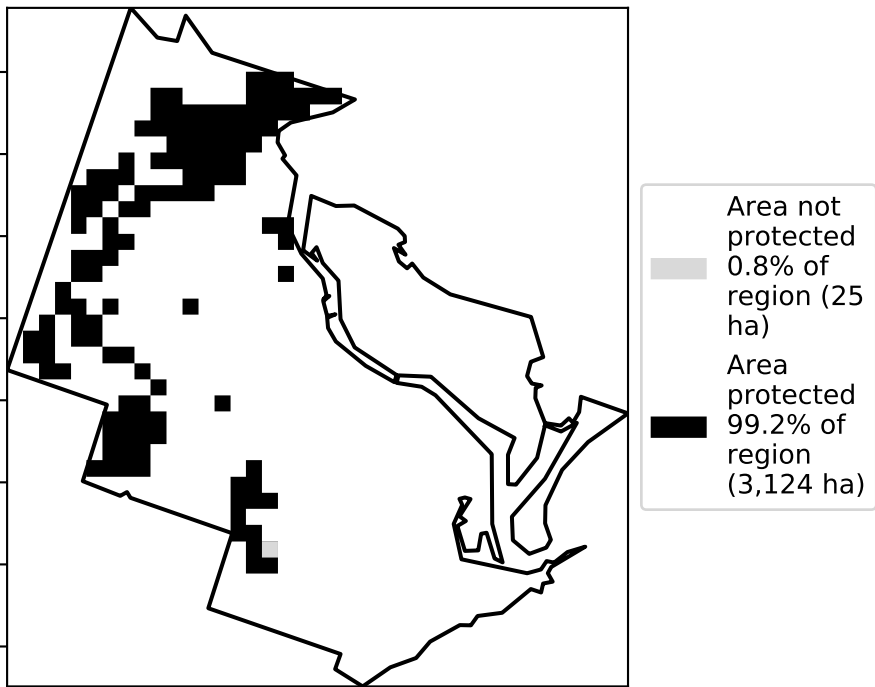 Area not
protected
0.8% of
region (25
ha)
Area
protected
99.2% of
region
(3,124 ha)